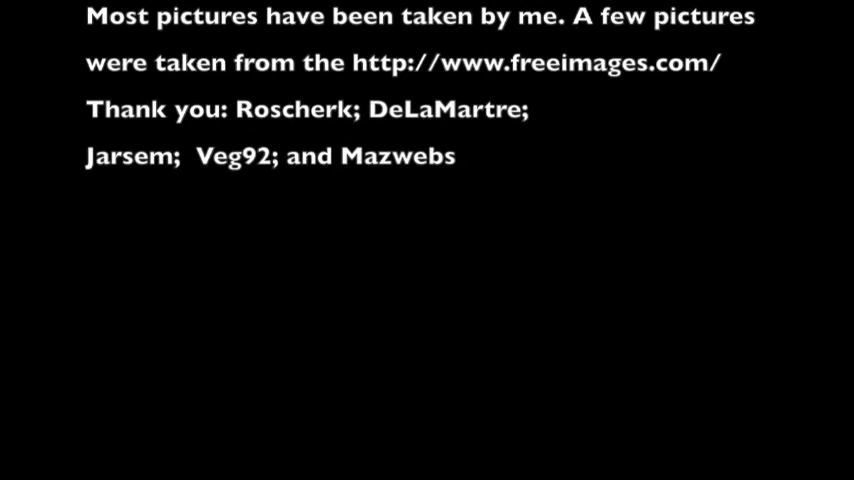 Most pictures have been taken by me. A few pictures
were taken from the http://www.freeimages.com/
Thank you: Roscherk; DeLaMartre;
Jarsem;  Veg92; and Mazwebs